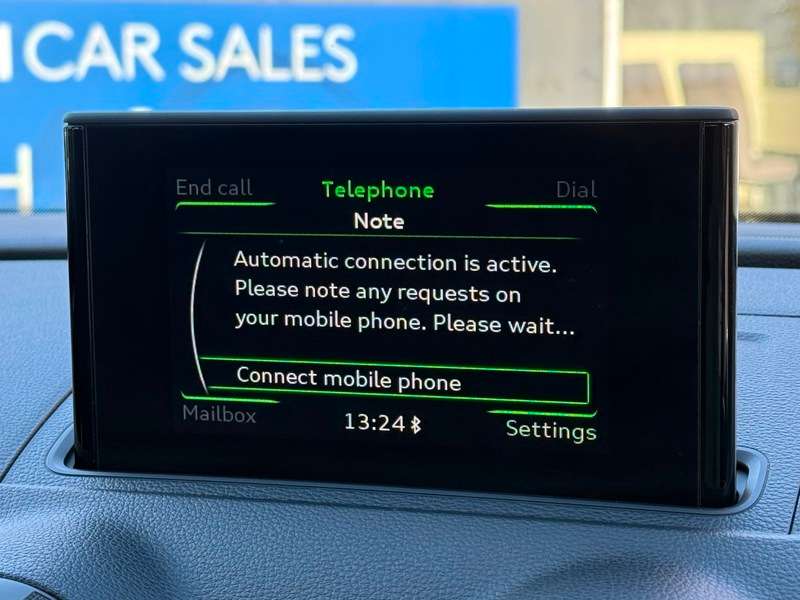 CAR SALES
End call
Telephone
Dial
Note
Automatic connection is active.
Please note any requests on
your mobile phone. Please wait...
Connect mobile phone
Mailbox
13:24
Settings